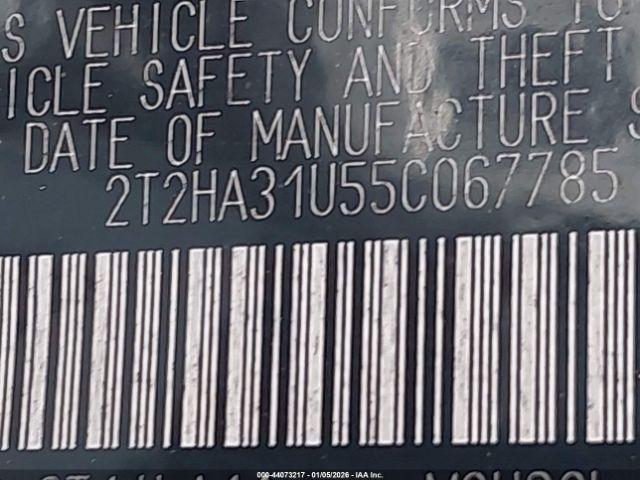 S VEHICLE CONFORMS TO
ICLE SAFETY AND THEFT
DATE OF MANUFACTURE S
2T2HA31U55C067785
000-44073217 - 01/05/2026 - IAA Inc.